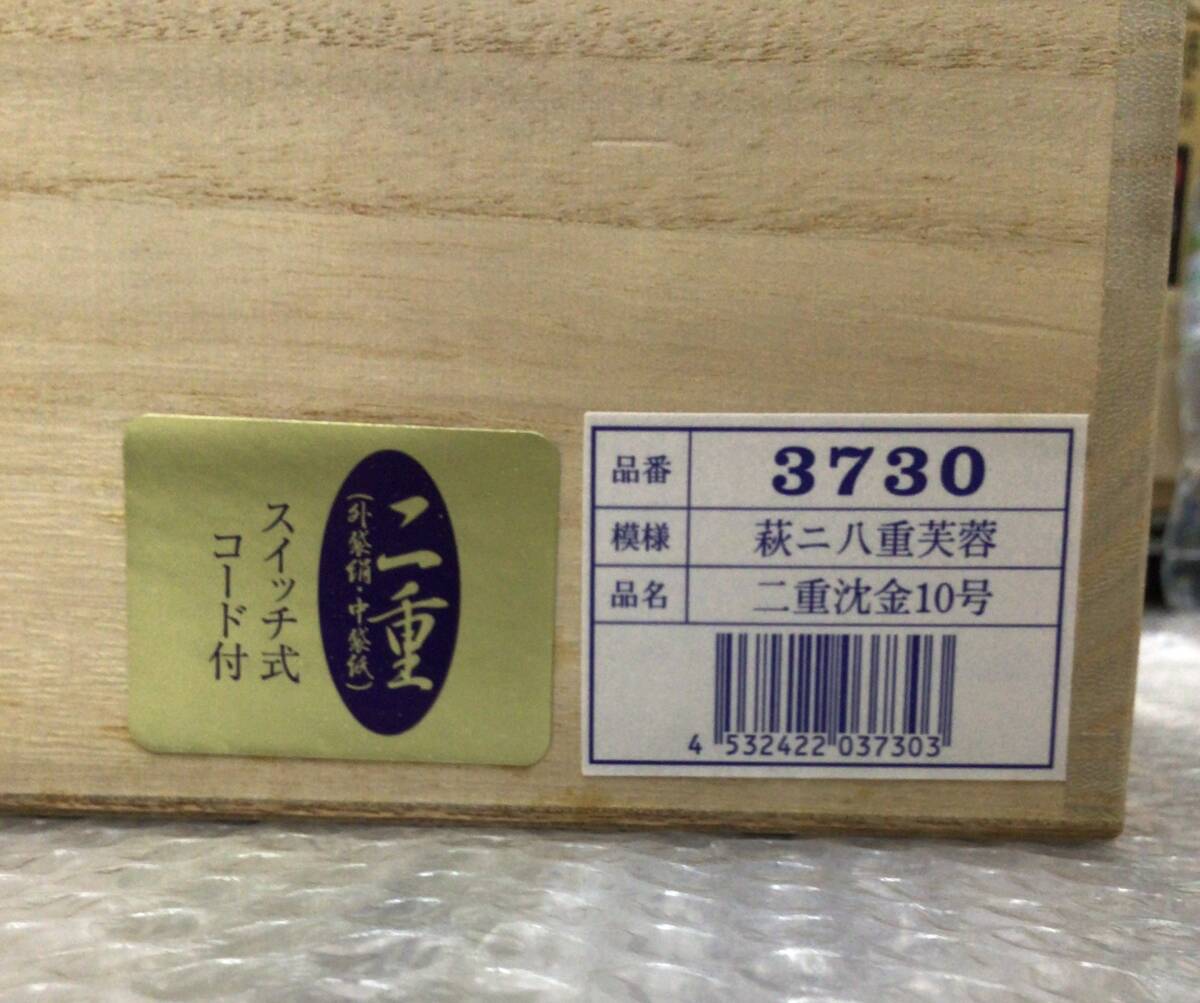 二重
(外袋絹・中袋紙)
スイッチ式
コード付
品番 3730
模様 萩ニ八重芙蓉
品名 二重沈金10号
4 532422 037303